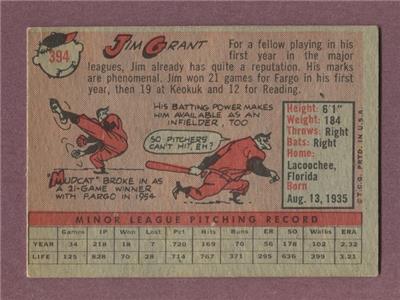 394
JIM GRANT
For a fellow playing in his
first year in the major
leagues, Jim already has quite a reputation. His marks
are phenomenal. Jim won 21 games for Fargo in his first
year, then 19 at Keokuk and 12 for Reading.
HIS BATTING POWER MAKES
HIM AVAILABLE AS AN
INFIELDER, TOO
SO PITCHERS
CAN'T HIT, EH?
"MUDCAT" BROKE IN AS
A 21-GAME WINNER
WITH FARGO IN 1954
Height: 6'1"
Weight: 184
Throws: Right
Bats: Right
Home:
Lacoochee,
Florida
Born
Aug. 13, 1935
©T.C.G. PRTD. IN U.S.A.
MINOR LEAGUE PITCHING RECORD
Games IP Won Lost Pct. Hits Runs SO Walks ERA
YEAR 34 218 18 7 .720 169 70 178 102 2.32
LIFE 125 828 70 28 .714 767 371 636 399 3.21